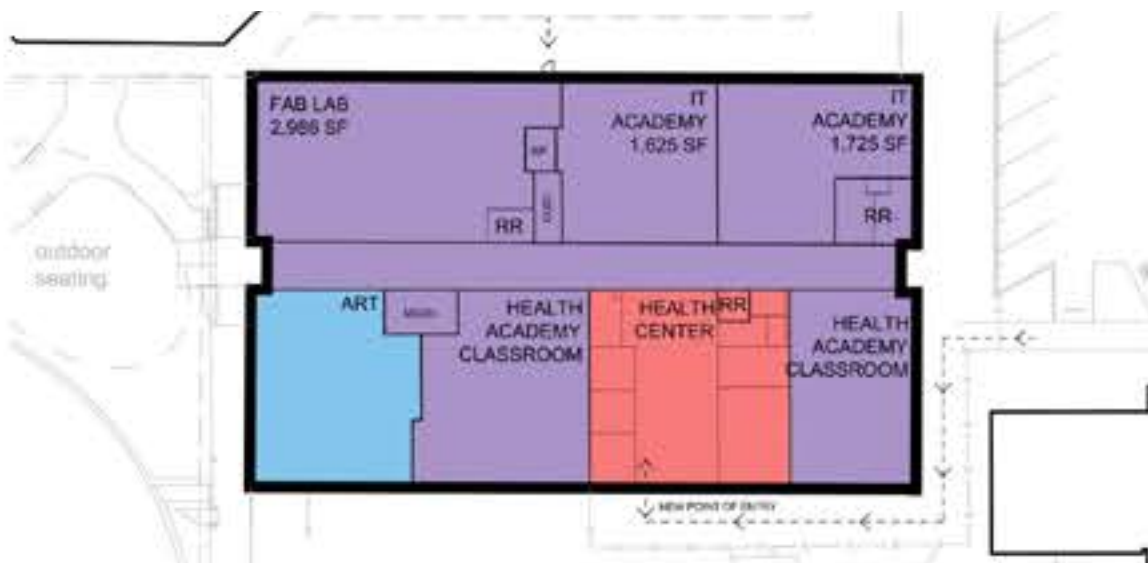 FAB LAB
2,986 SF
IT
ACADEMY
1,625 SF
IT
ACADEMY
1,725 SF
RR
RR
outdoor
seating
ART
HEALTH
ACADEMY
CLASSROOM
HEALTH
CENTER
RR
HEALTH
ACADEMY
CLASSROOM
NEW POINT OF ENTRY